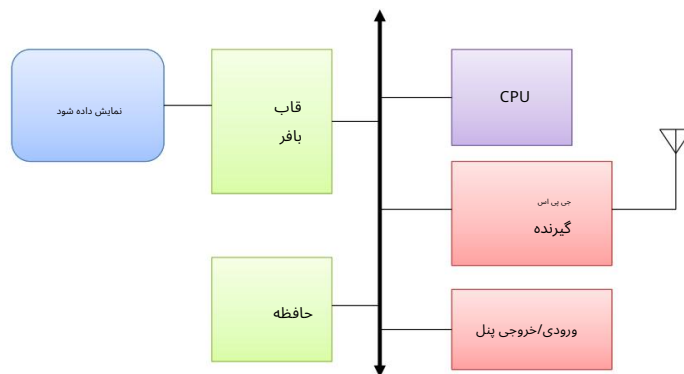 نمایش داده شود
قاب
بافر
CPU
جی پی اس
گیرنده
حافظه
ورودی/خروجی پنل